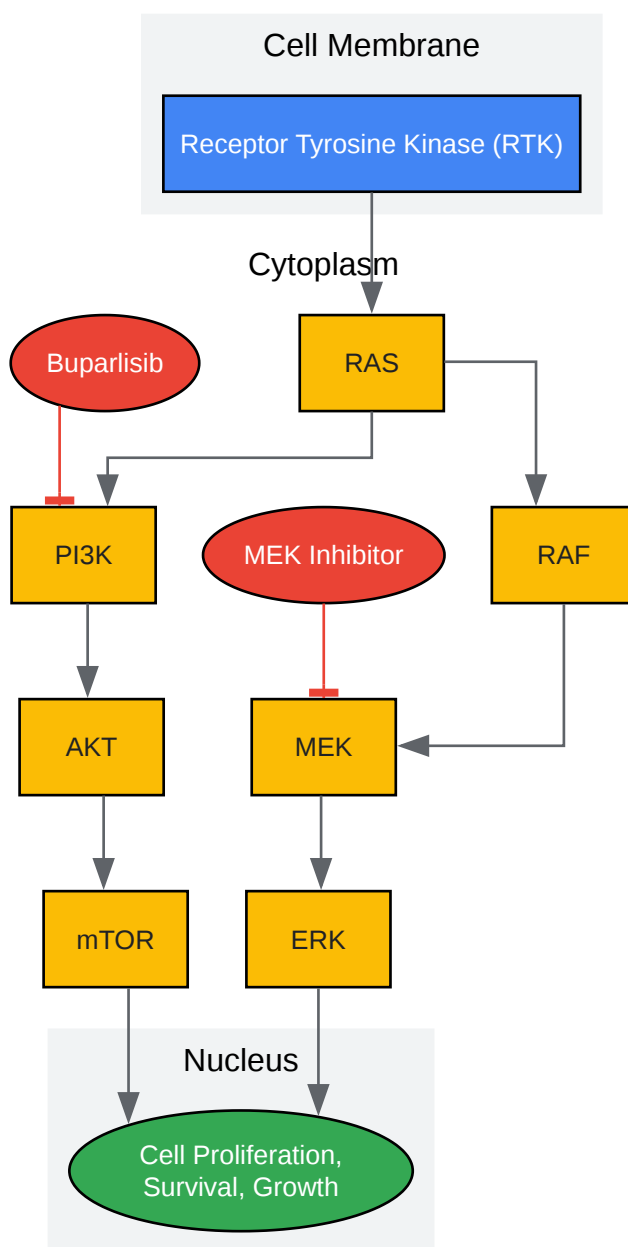 Cell Membrane
Receptor Tyrosine Kinase (RTK)
Cytoplasm
Buparlisib
RAS
PI3K
MEK Inhibitor
RAF
AKT
MEK
mTOR
ERK
Nucleus
Cell Proliferation,
Survival, Growth